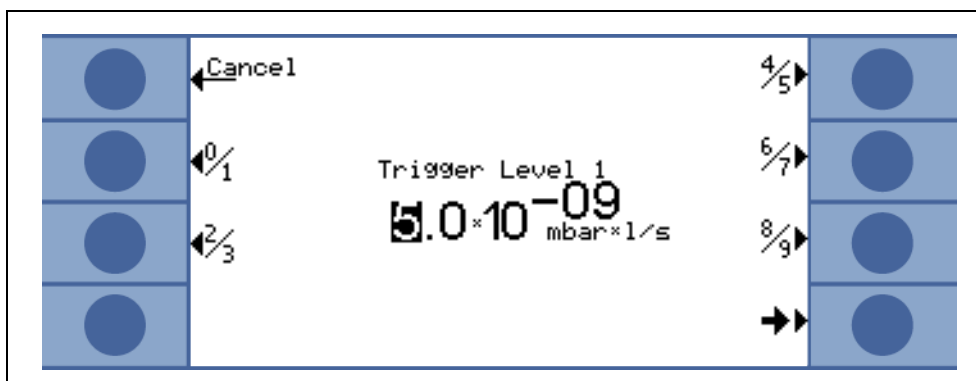 Cancel
4/5
0/1
Trigger Level 1
6/7
5.0×10⁻⁰⁹
mbar×l/s
2/3
8/9